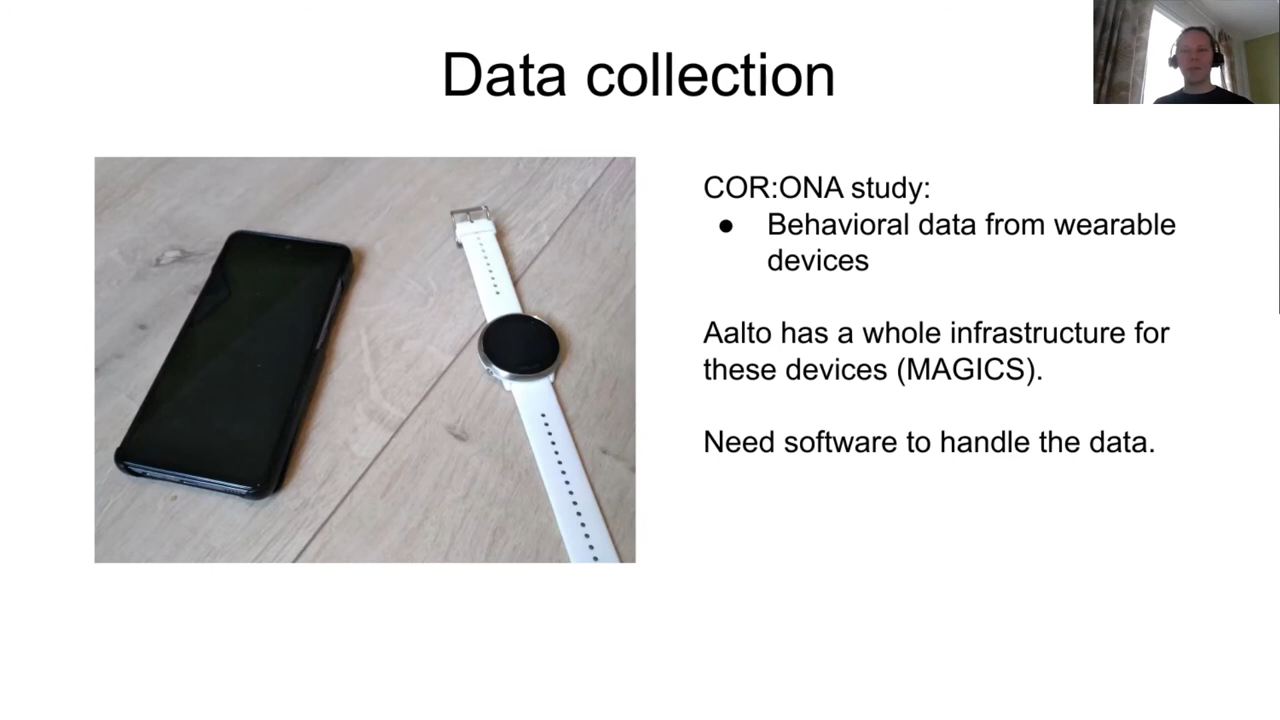 Data collection
COR:ONA study:
● Behavioral data from wearable
devices
Aalto has a whole infrastructure for
these devices (MAGICS).
Need software to handle the data.